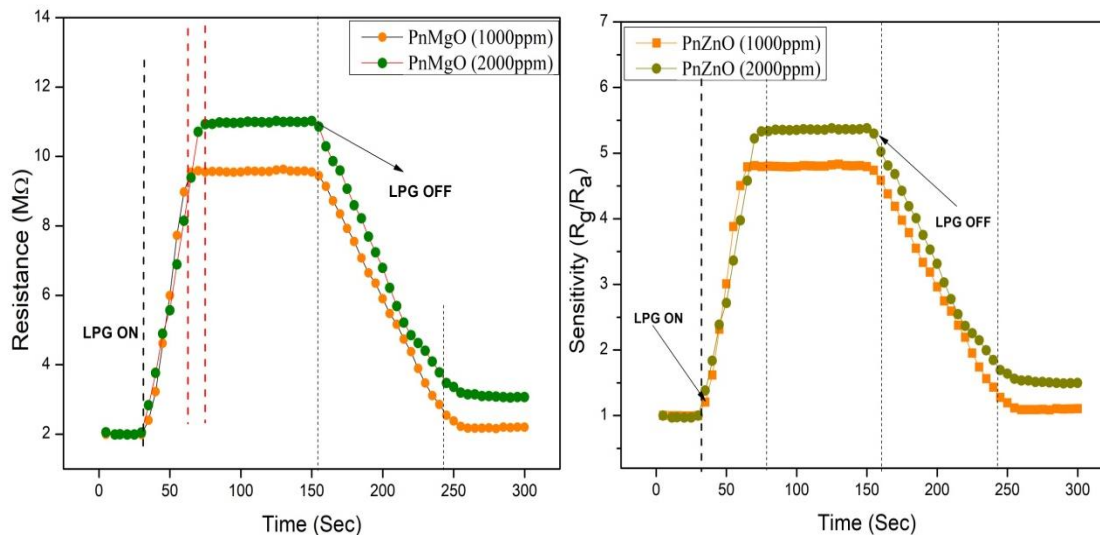 14
12
10
8
6
4
2
0
50
100
150
200
250
300
Resistance (MΩ)
Time (Sec)
PnMgO (1000ppm)
PnMgO (2000ppm)
LPG ON
LPG OFF
7
6
5
4
3
2
1
0
50
100
150
200
250
300
Sensitivity (Rg/Ra)
Time (Sec)
PnZnO (1000ppm)
PnZnO (2000ppm)
LPG ON
LPG OFF